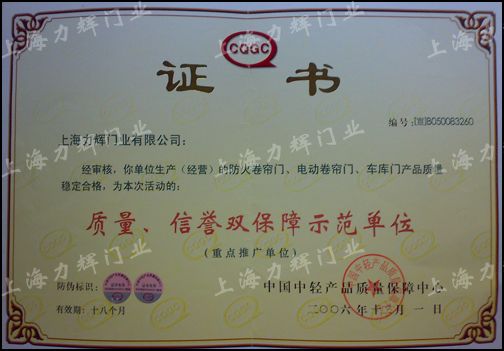 CQGC
证书
编号:[直]B050083260
上海力辉门业有限公司:
经审核,你单位生产(经营)的防火卷帘门、电动卷帘门、车库门产品质量
稳定合格,为本次活动的:
质量、信誉双保障示范单位
(重点推广单位)
防伪标识:
有效期:十八个月
中国中轻产品质量保障中心
二〇〇六年十 月一日
上海力辉门业